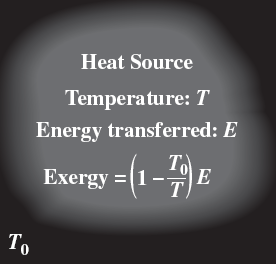 Heat Source
Temperature: T
Energy transferred: E
Exergy = (1 − T₀/T) E
T₀